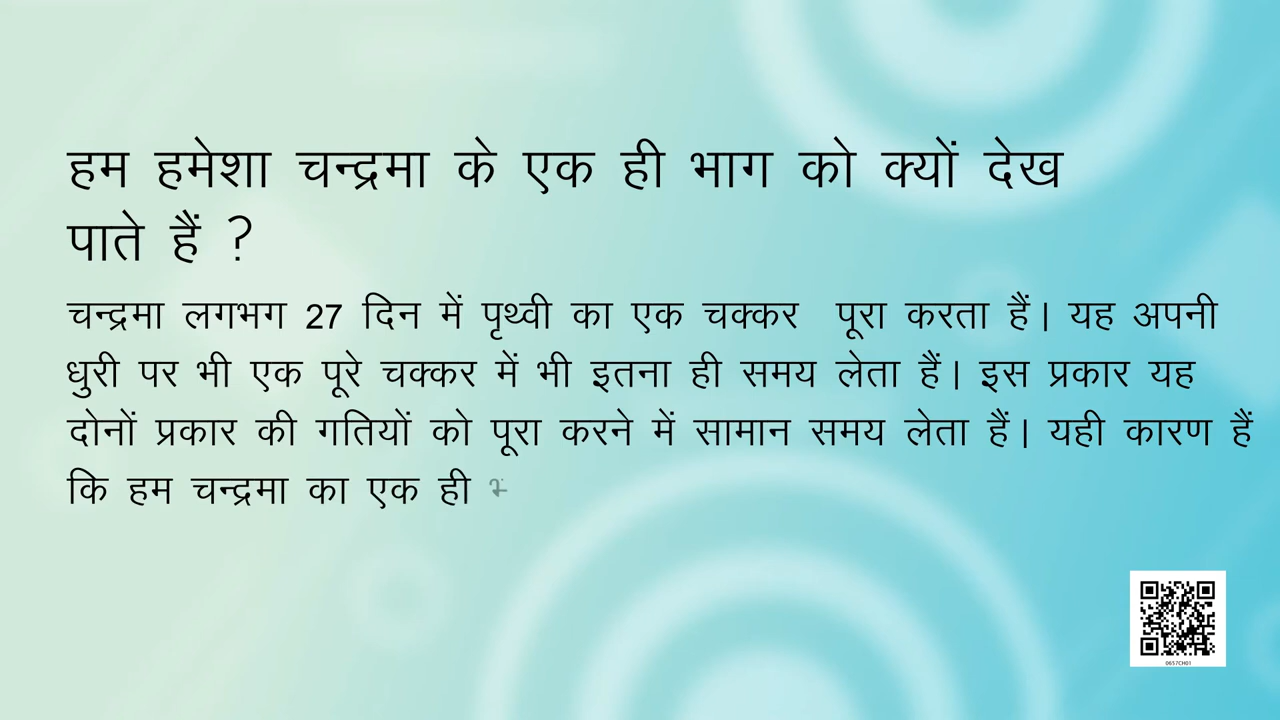 हम हमेशा चन्द्रमा के एक ही भाग को क्यों देख
पाते हैं ?
चन्द्रमा लगभग 27 दिन में पृथ्वी का एक चक्कर पूरा करता हैं। यह अपनी
धुरी पर भी एक पूरे चक्कर में भी इतना ही समय लेता हैं। इस प्रकार यह
दोनों प्रकार की गतियों को पूरा करने में सामान समय लेता हैं। यही कारण हैं
कि हम चन्द्रमा का एक ही
0657CH01